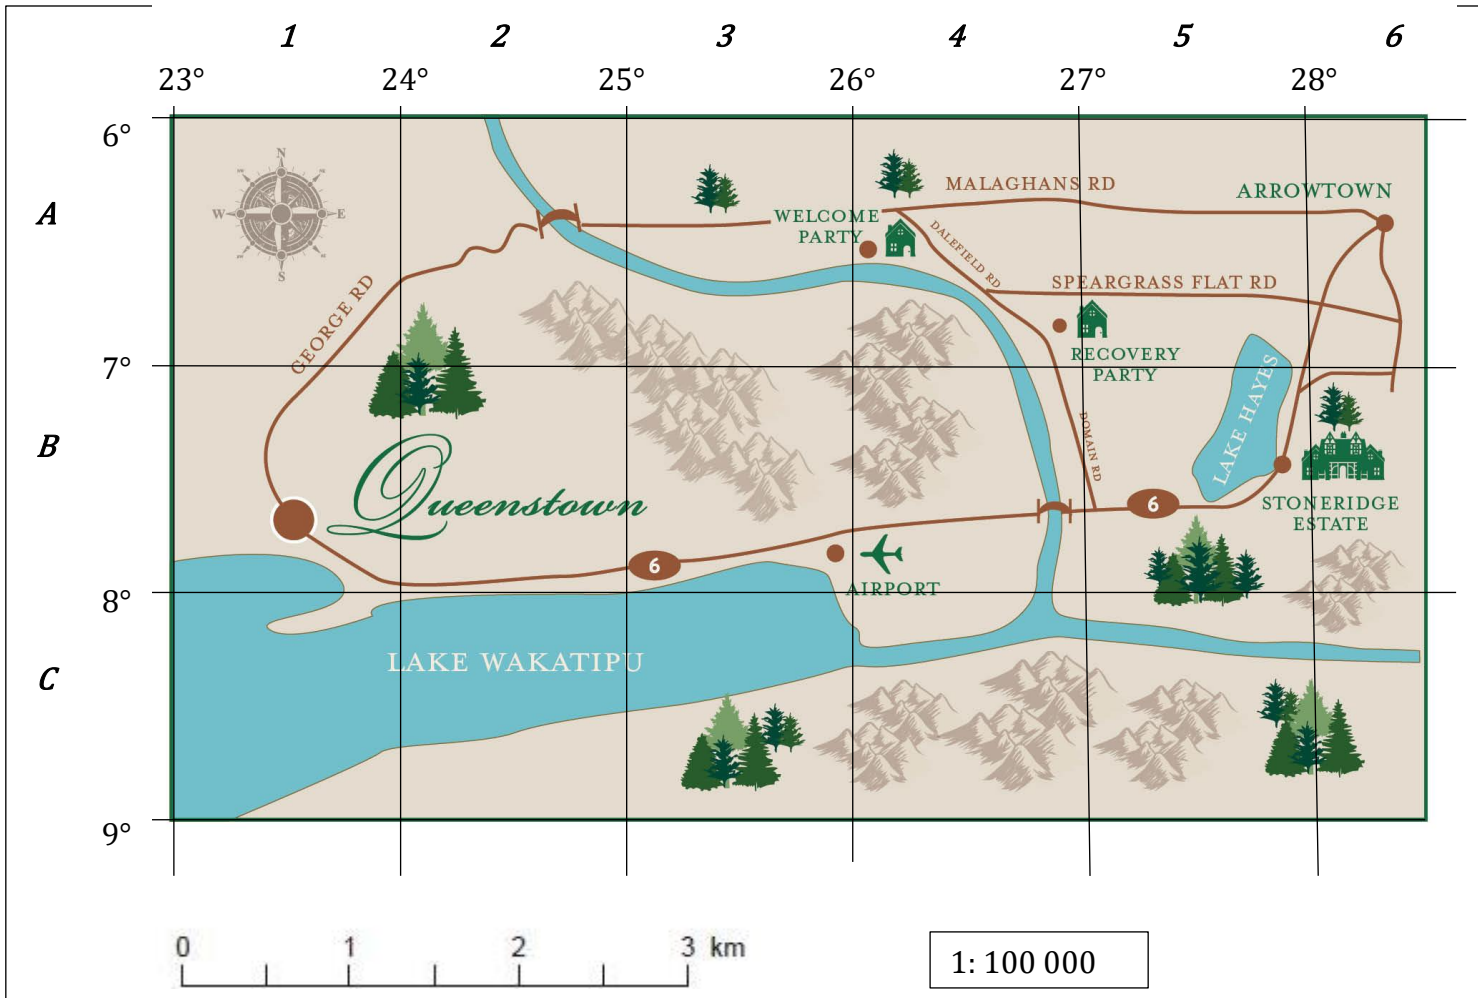 1 2 3 4 5 6
23° 24° 25° 26° 27° 28°
6°
N
W E
S
A
MALAGHANS RD
ARROWTOWN
WELCOME
PARTY
DALEFIELD RD
SPEARGRASS FLAT RD
GEORGE RD
RECOVERY
PARTY
7°
LAKE HAYES
DOMAIN RD
B
Queenstown
6
STONERIDGE
ESTATE
6
AIRPORT
8°
LAKE WAKATIPU
C
9°
0 1 2 3 km
1: 100 000